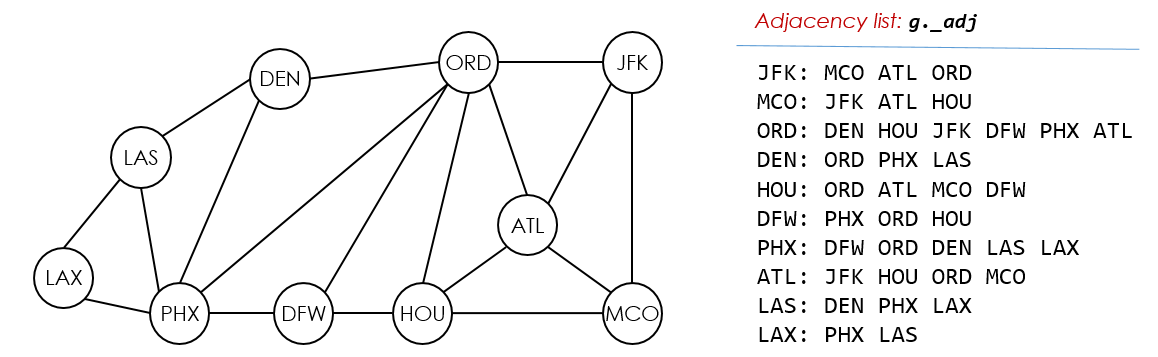 DEN
ORD
JFK
LAS
ATL
LAX
PHX
DFW
HOU
MCO
Adjacency list: g._adj
JFK: MCO ATL ORD
MCO: JFK ATL HOU
ORD: DEN HOU JFK DFW PHX ATL
DEN: ORD PHX LAS
HOU: ORD ATL MCO DFW
DFW: PHX ORD HOU
PHX: DFW ORD DEN LAS LAX
ATL: JFK HOU ORD MCO
LAS: DEN PHX LAX
LAX: PHX LAS